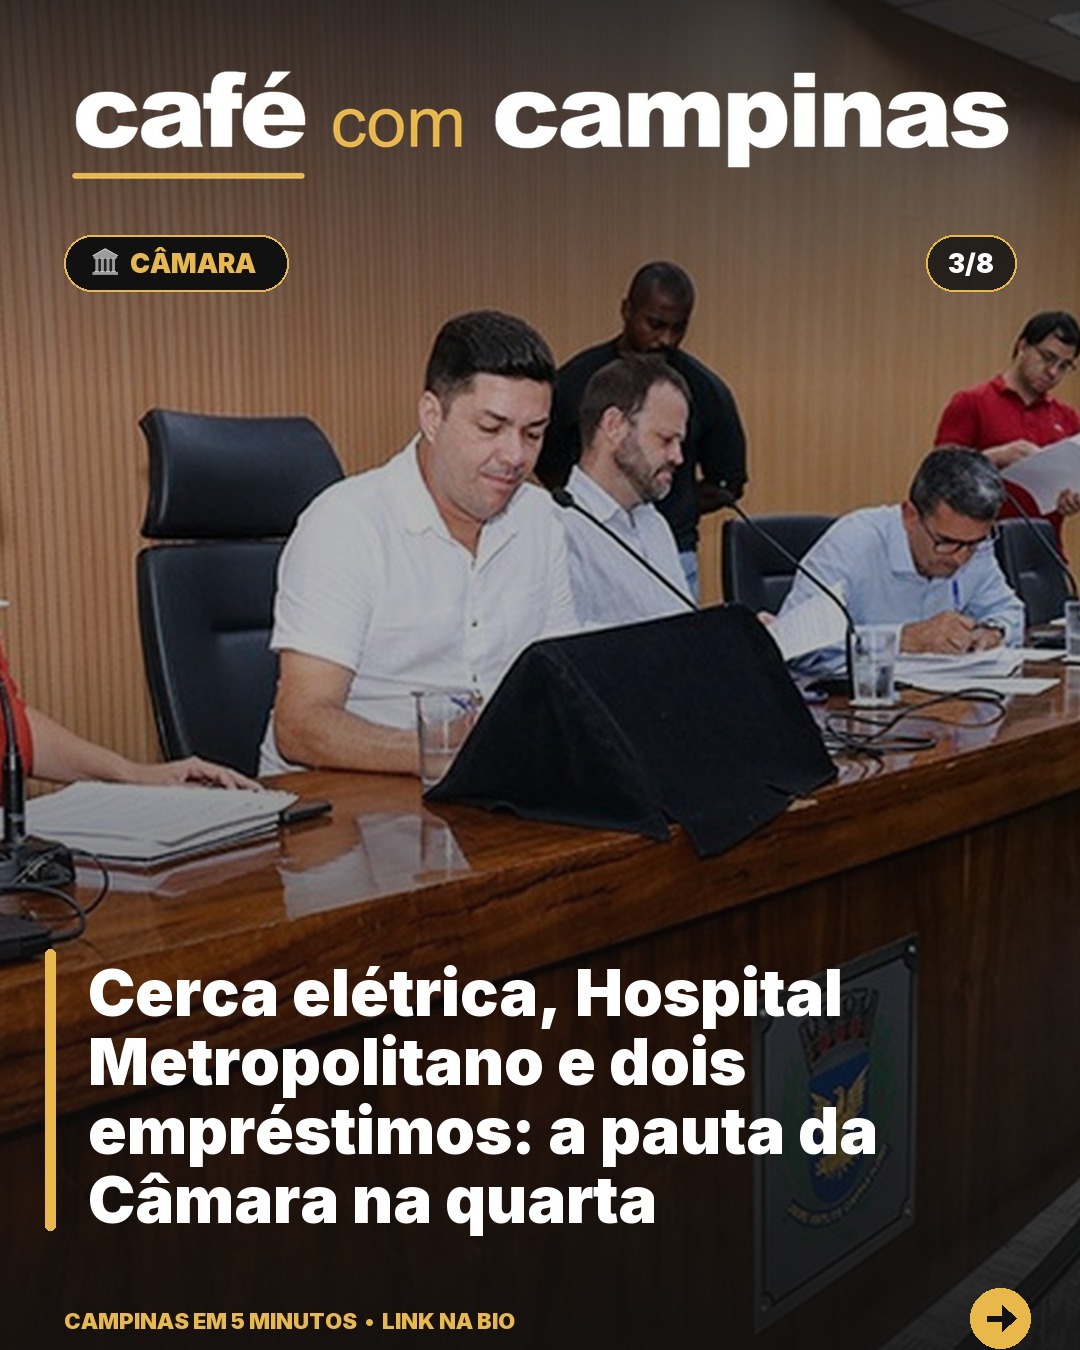 café com campinas
CÂMARA
3/8
Cerca elétrica, Hospital
Metropolitano e dois
empréstimos: a pauta da
Câmara na quarta
CAMPINAS EM 5 MINUTOS • LINK NA BIO